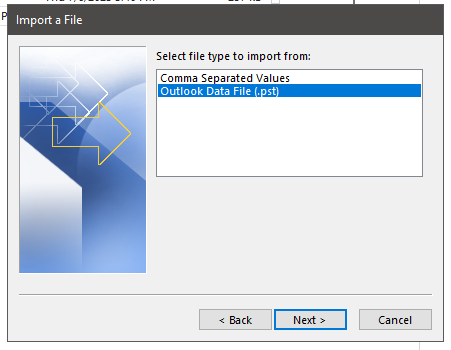 Import a File
Select file type to import from:
Comma Separated Values
Outlook Data File (.pst)
< Back
Next >
Cancel